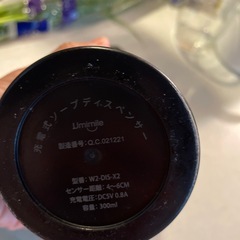 Limimile
充電式ソープディスペンサー
製造番号:Q.C.021221
型番:W2-DIS-X2
センサー距離:4〜6CM
充電電圧:DC5V 0.8A
容量:300ml